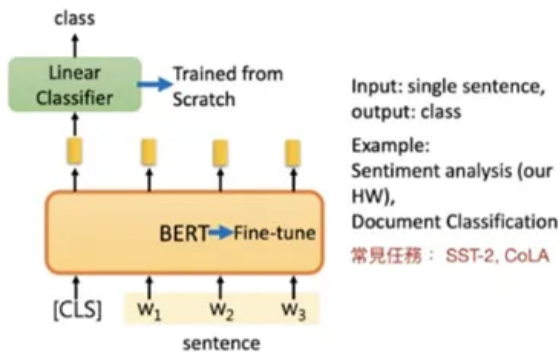 class
Linear
Classifier
Trained from
Scratch
BERT
Fine-tune
[CLS]
w1
w2
w3
sentence
Input: single sentence,
output: class
Example:
Sentiment analysis (our
HW),
Document Classification
常見任務： SST-2, CoLA